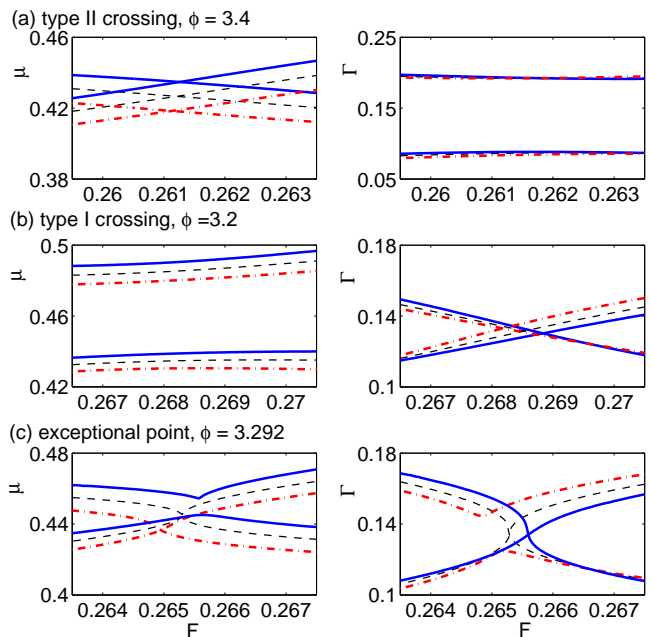 (a) type II crossing, ϕ = 3.4
0.46
0.42
0.38
μ
0.26 0.261 0.262 0.263
0.25
0.15
0.05
Γ
0.26 0.261 0.262 0.263
(b) type I crossing, ϕ =3.2
0.5
0.46
0.42
μ
0.267 0.268 0.269 0.27
0.18
0.14
0.1
Γ
0.267 0.268 0.269 0.27
(c) exceptional point, ϕ = 3.292
0.48
0.44
0.4
μ
0.264 0.265 0.266 0.267
F
0.18
0.14
0.1
Γ
0.264 0.265 0.266 0.267
F